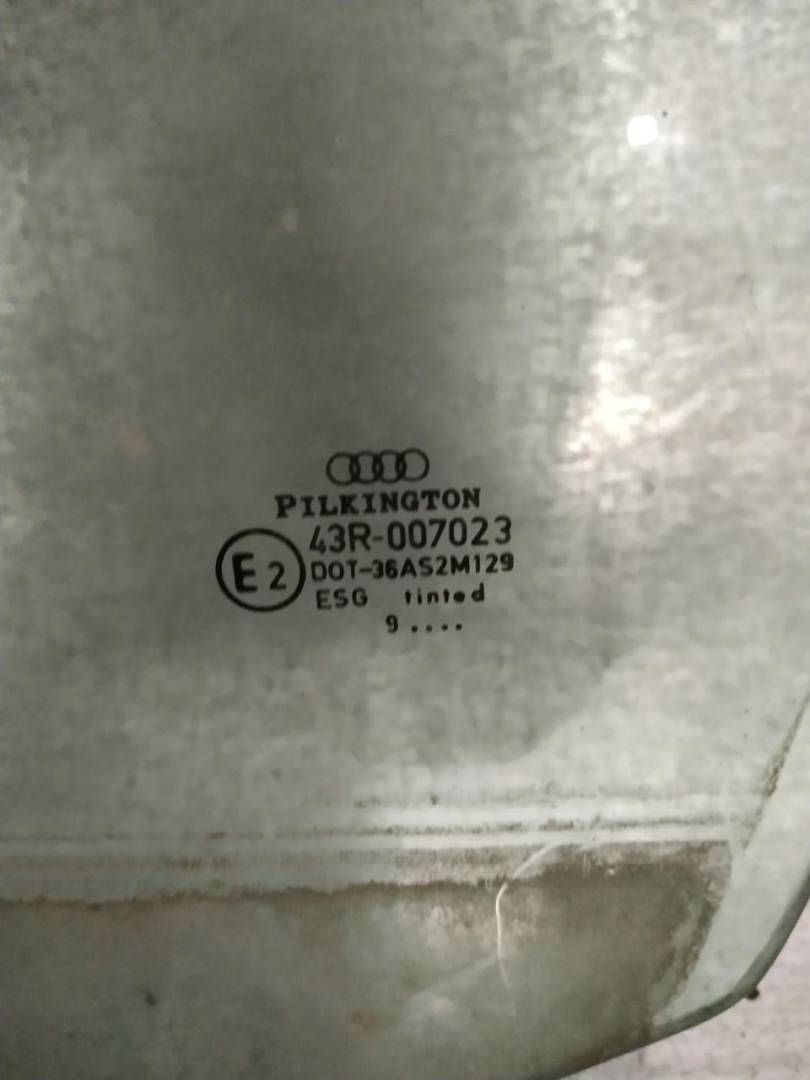 PILKINGTON
43R-007023
E2
DOT-36AS2M129
ESG tinted
9 ....